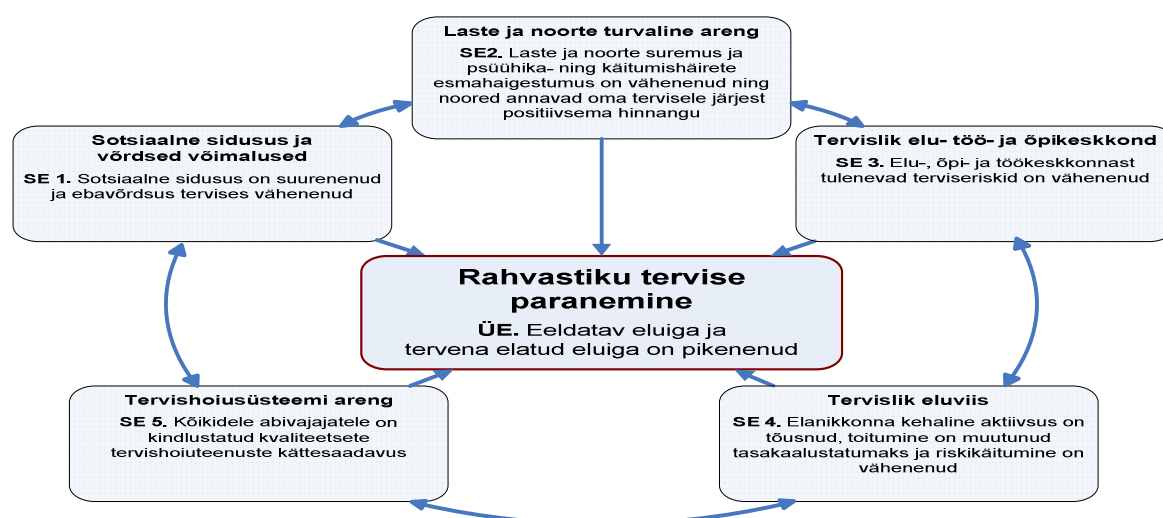 Laste ja noorte turvaline areng
SE2. Laste ja noorte suremus ja
psüühika- ning käitumishäirete
esmahaigestumus on vähenenud ning
noored annavad oma tervisele järjest
positiivsema hinnangu
Sotsiaalne sidusus ja
võrdsed võimalused
SE 1. Sotsiaalne sidusus on suurenenud
ja ebavõrdsus tervises vähenenud
Tervislik elu- töö- ja õpikeskkond
SE 3. Elu-, õpi- ja töökeskkonnast
tulenevad terviseriskid on vähenenud
Rahvastiku tervise
paranemine
ÜE. Eeldatav eluiga ja
tervena elatud eluiga on pikenenud
Tervishoiusüsteemi areng
SE 5. Kõikidele abivajajatele on
kindlustatud kvaliteetsete
tervishoiuteenuste kättesaadavus
Tervislik eluviis
SE 4. Elanikkonna kehaline aktiivsus on
tõusnud, toitumine on muutunud
tasakaalustatumaks ja riskikäitumine on
vähenenud